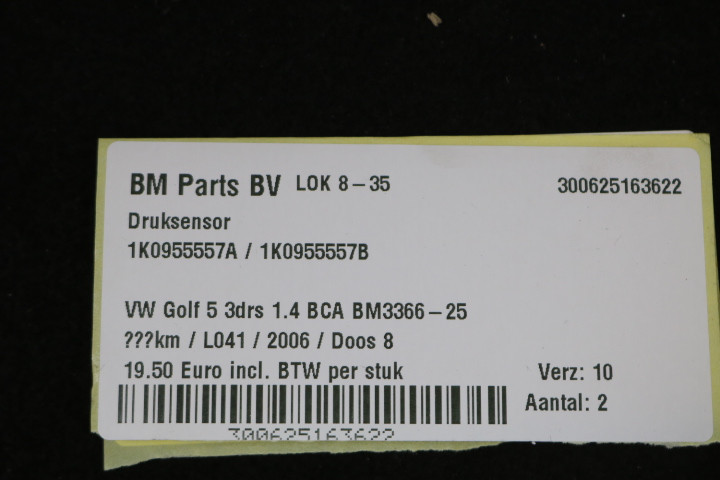 BM Parts BV LOK 8-35 300625163622
Druksensor
1K0955557A / 1K0955557B
VW Golf 5 3drs 1.4 BCA BM3366-25
???km / L041 / 2006 / Doos 8
19.50 Euro incl. BTW per stuk Verz: 10
Aantal: 2
300625163622